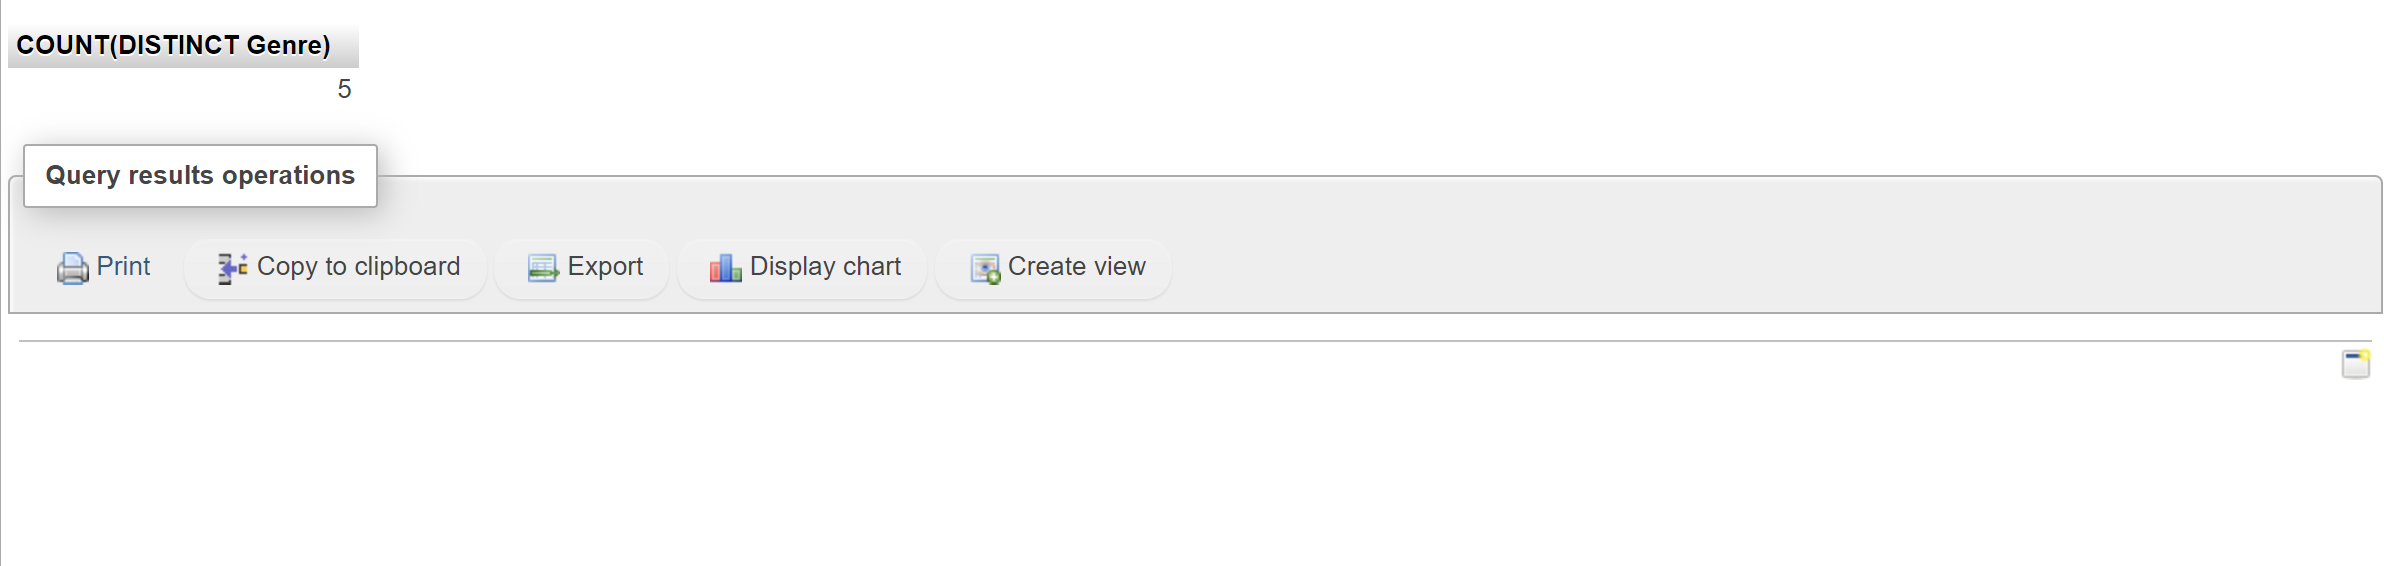 COUNT(DISTINCT Genre)
5
Query results operations
Print Copy to clipboard Export Display chart Create view